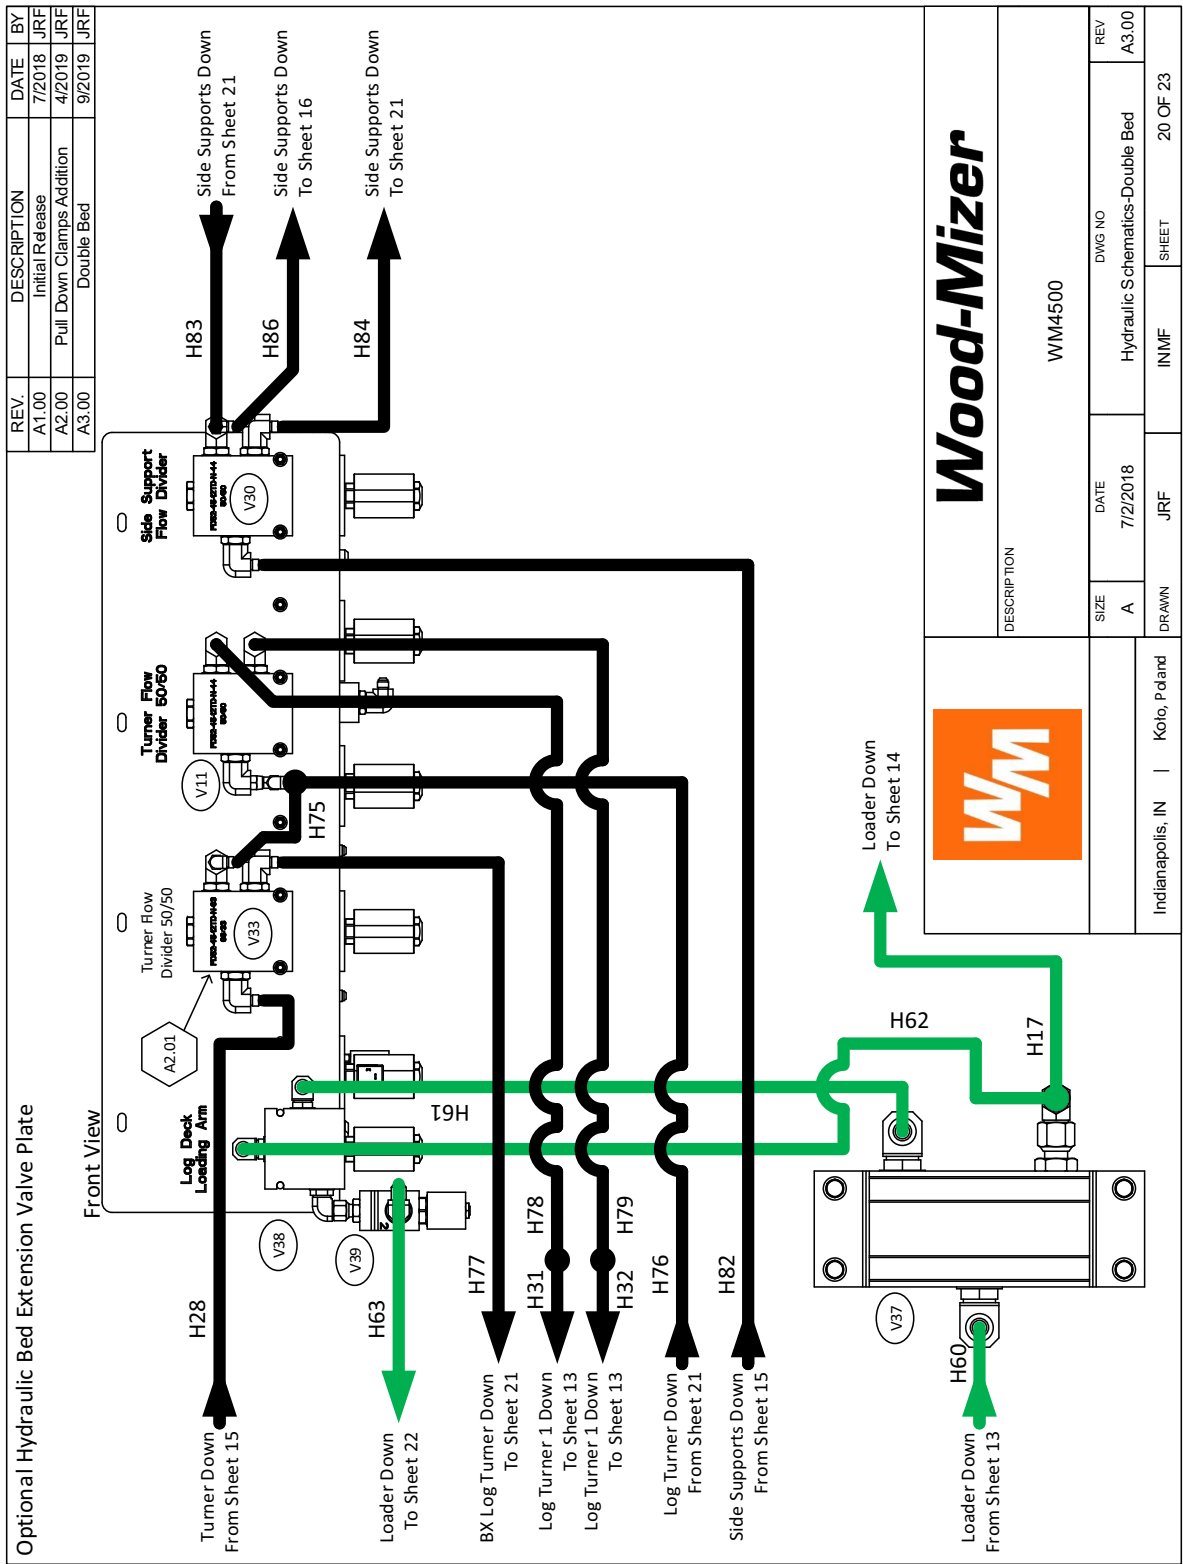 Optional Hydraulic Bed Extension Valve Plate
REV. DESCRIPTION DATE BY
A1.00 Initial Release 7/2018 JRF
A2.00 Pull Down Clamps Addition 4/2019 JRF
A3.00 Double Bed 9/2019 JRF
Front View
Log Deck
Loading Arm
Turner Flow
Divider 50/50
Turner Flow
Divider 50/50
Side Support
Flow Divider
A2.01
V33
V11
V30
V38
V39
V37
50/50
50/50
2
Turner Down
From Sheet 15
H28
H75
H83
Side Supports Down
From Sheet 21
H86
Side Supports Down
To Sheet 16
H84
Side Supports Down
To Sheet 21
Loader Down
To Sheet 22
H63
H61
BX Log Turner Down
To Sheet 21
H77
Log Turner 1 Down
To Sheet 13
H31
H78
Log Turner 1 Down
To Sheet 13
H32
H79
Log Turner Down
From Sheet 21
H76
Side Supports Down
From Sheet 15
H82
Loader Down
From Sheet 13
H60
H62
H17
Loader Down
To Sheet 14
WM
Wood-Mizer
DESCRIPTION
WM4500
Indianapolis, IN | Koło, Poland
SIZE DATE DWG NO REV
A 7/2/2018 Hydraulic Schematics-Double Bed A3.00
DRAWN JRF INMF SHEET 20 OF 23